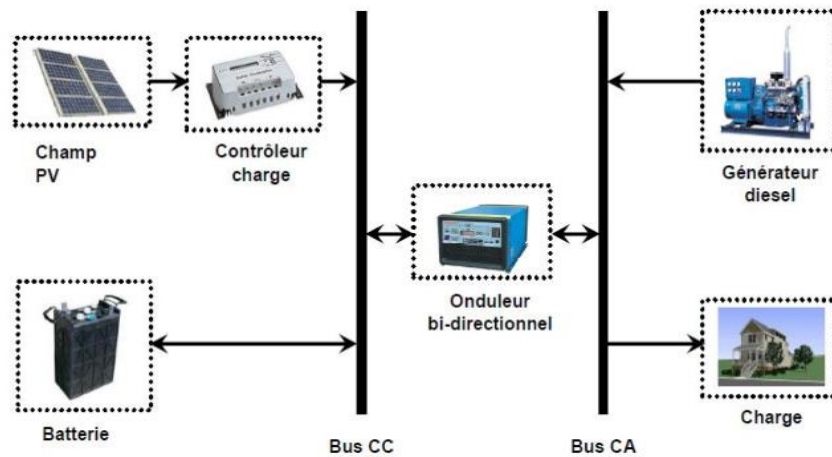 Champ
PV
Contrôleur
charge
Générateur
diesel
Onduleur
bi-directionnel
Batterie
Bus CC
Bus CA
Charge